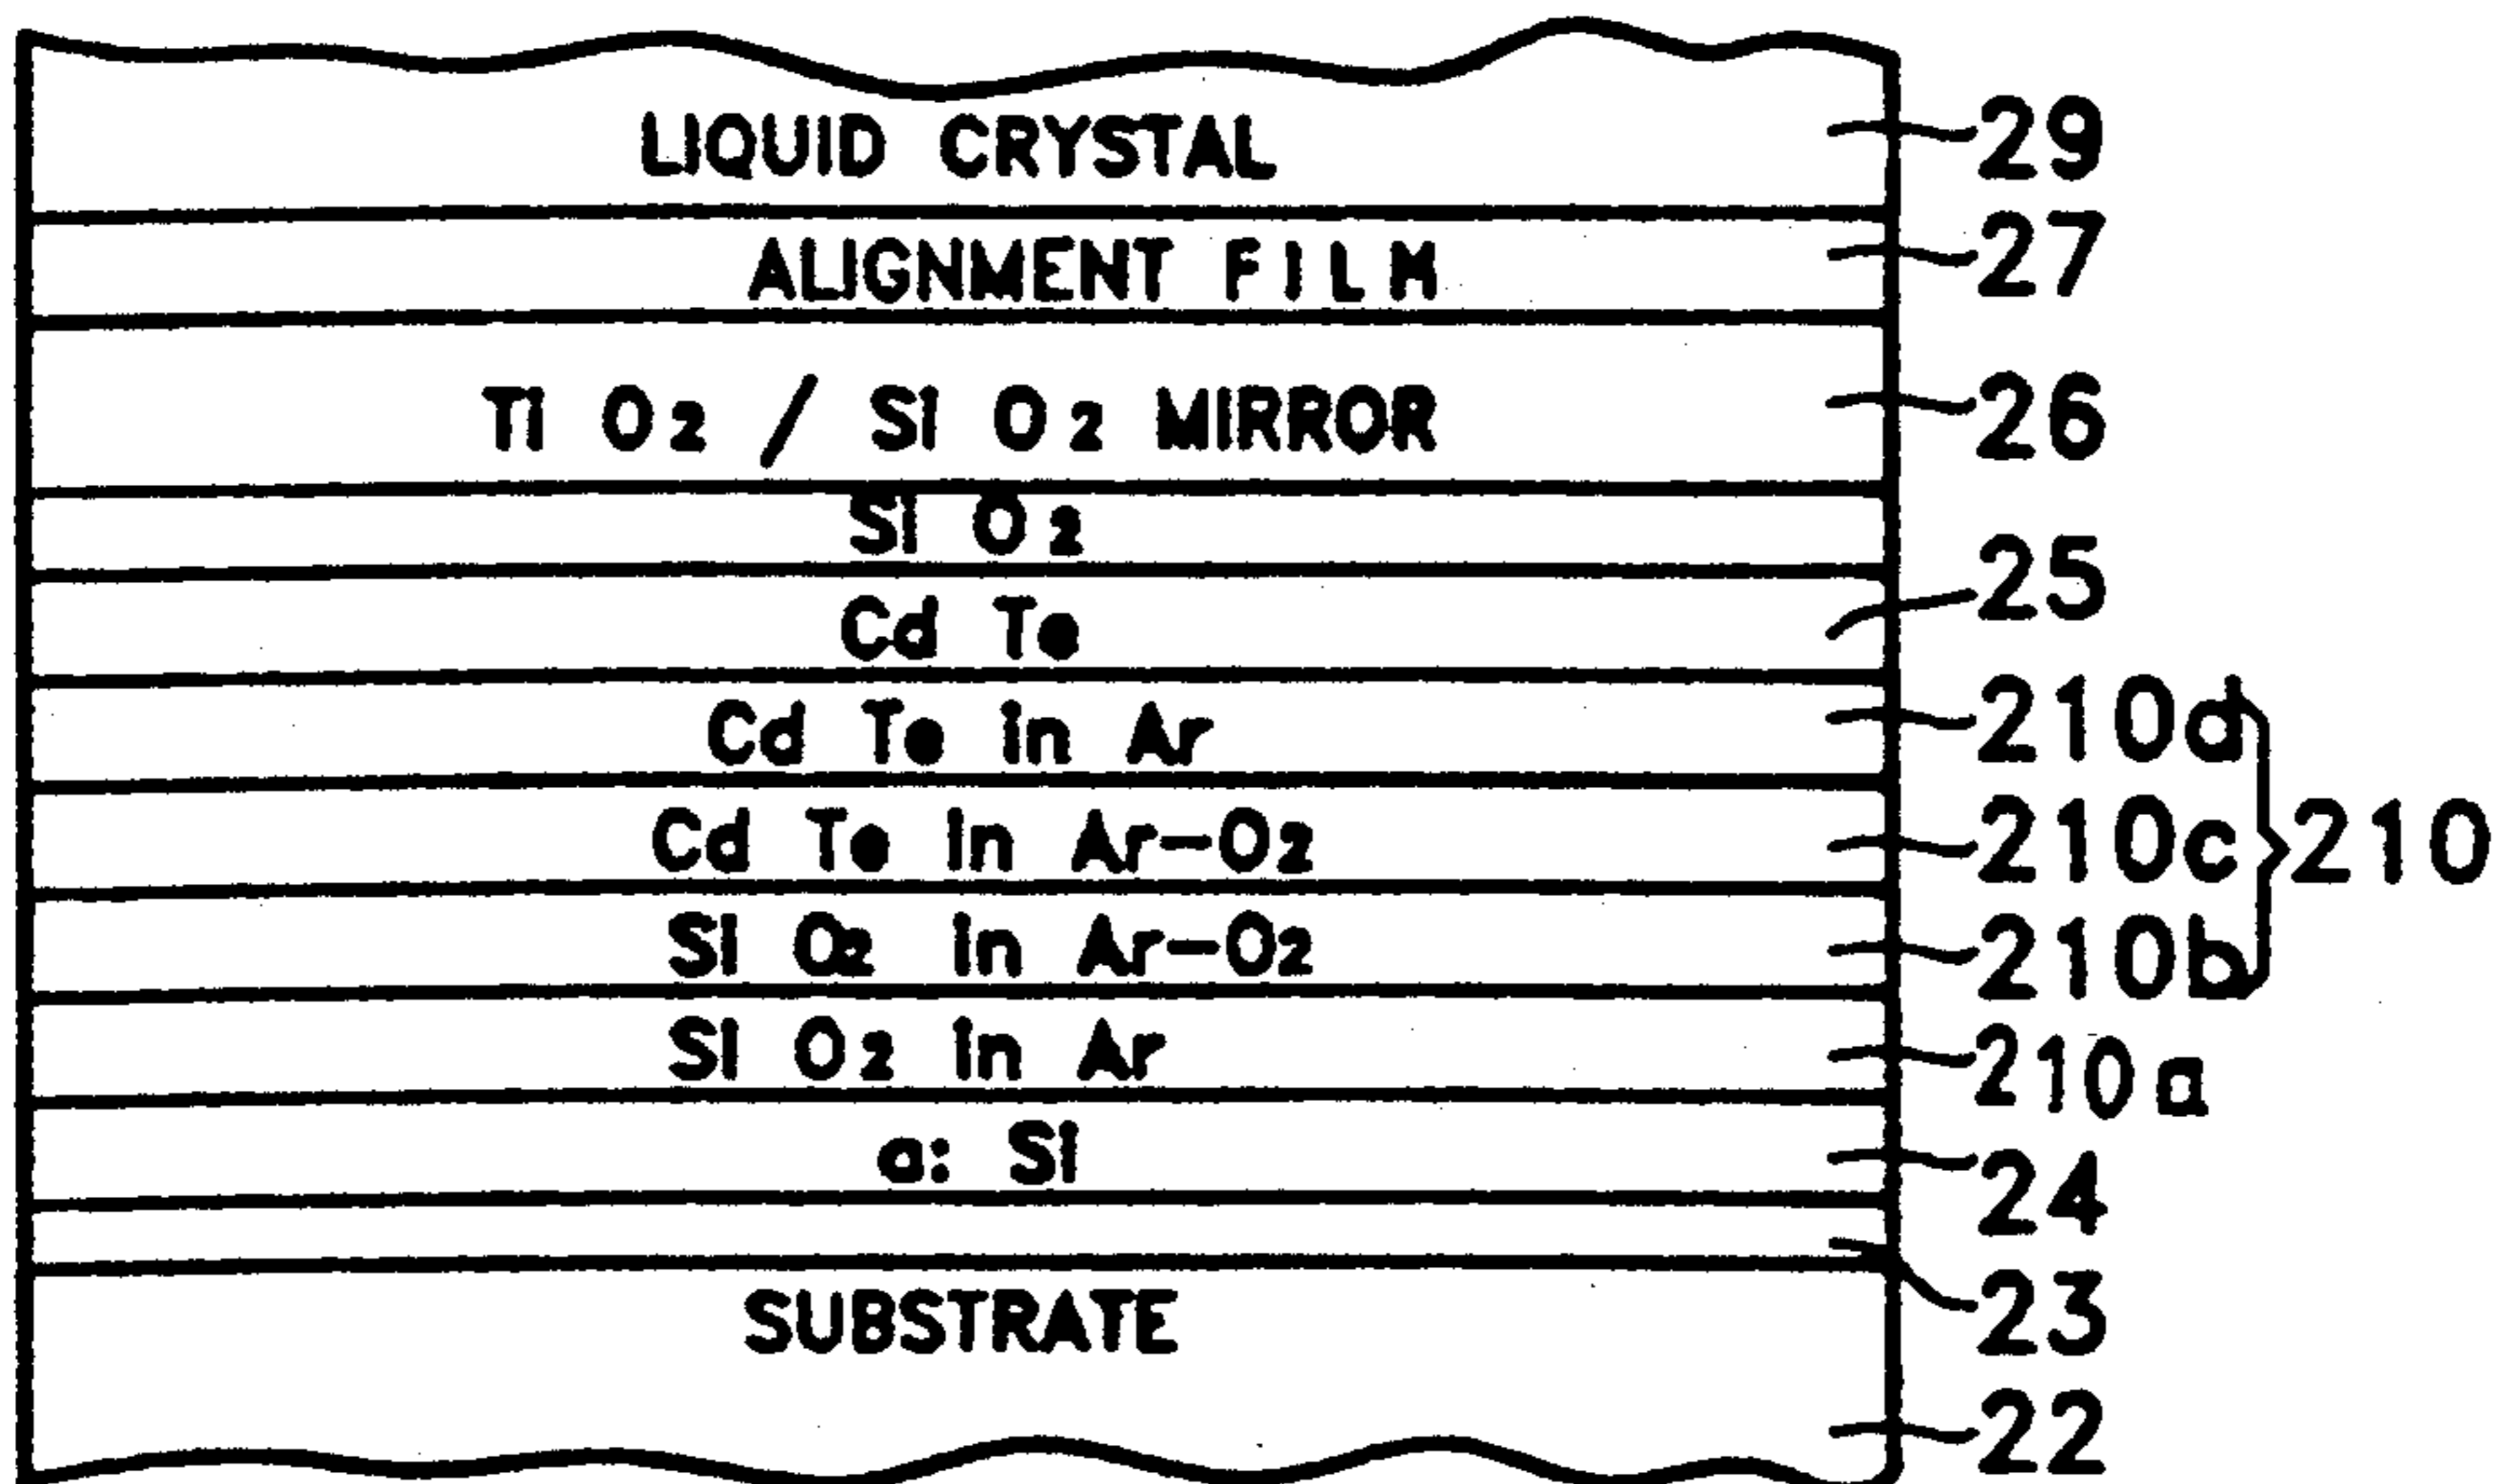 LIQUID CRYSTAL 29
ALIGNMENT FILM 27
Ti O2 / Si O2 MIRROR 26
Si O2
25
Cd Te
Cd Te in Ar 210d
Cd Te in Ar-O2 210c 210
Si O2 in Ar-O2 210b
Si O2 in Ar 210a
a: Si 24
23
SUBSTRATE
22